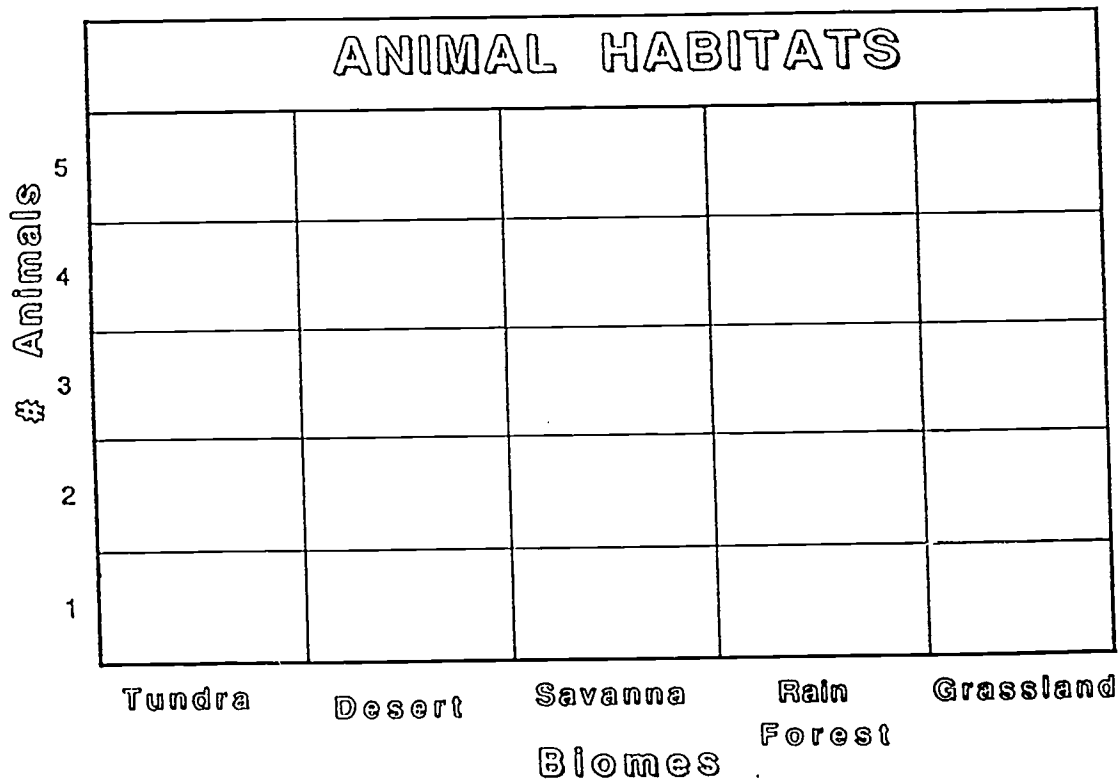 ANIMAL HABITATS
# Animals
5
4
3
2
1
Tundra
Desert
Savanna
Rain
Forest
Grassland
Biomes